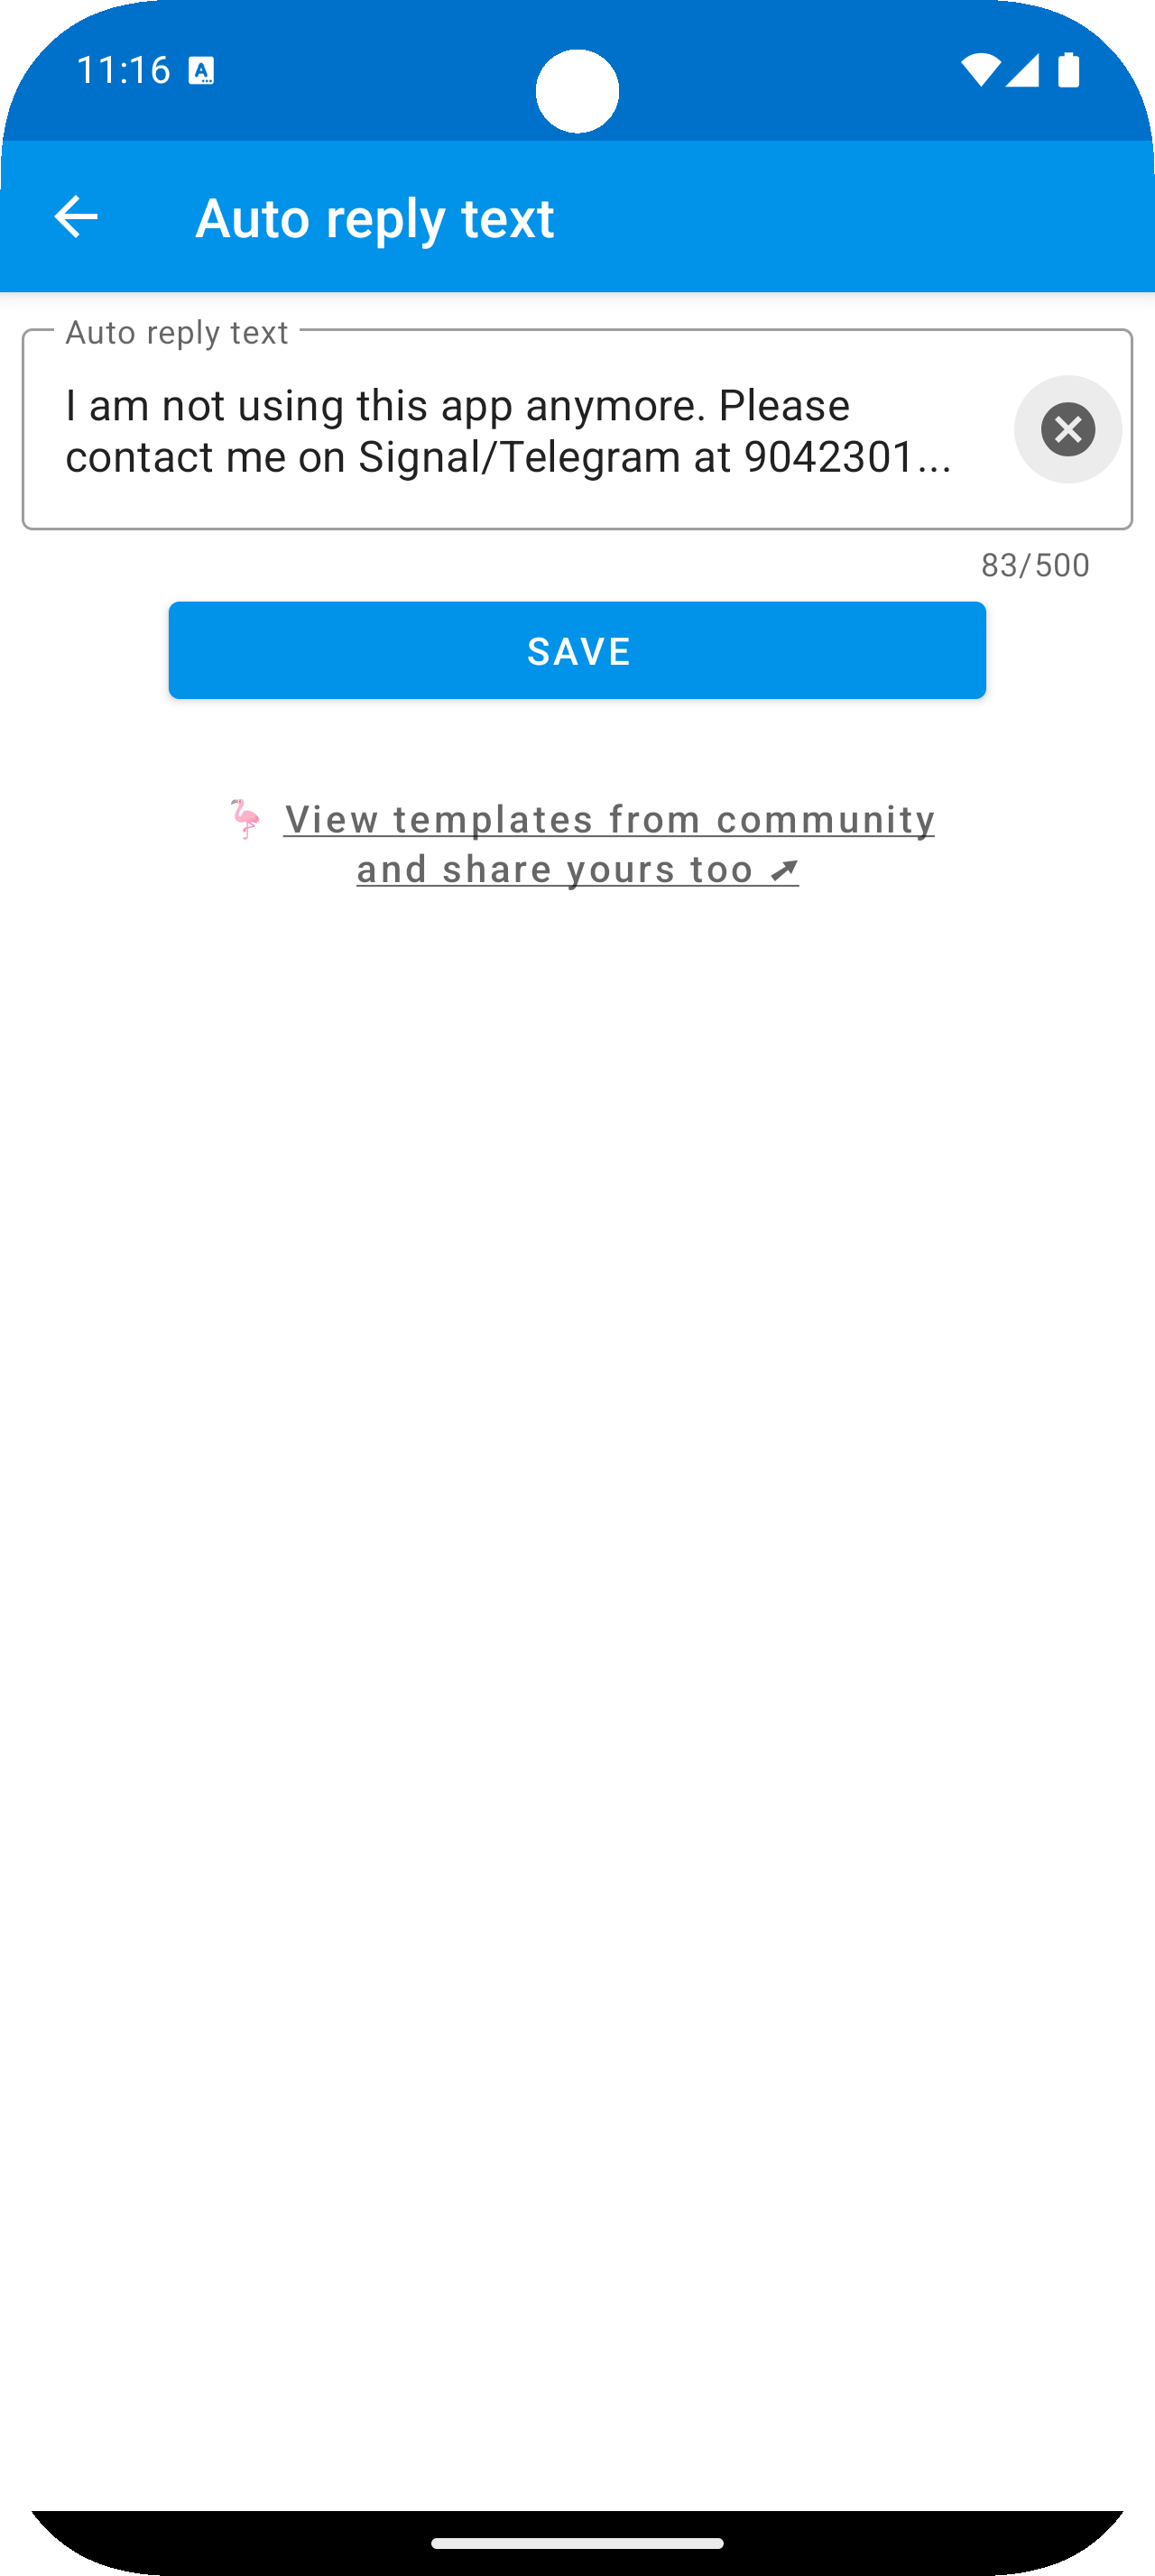 11:16
Auto reply text
Auto reply text
I am not using this app anymore. Please
contact me on Signal/Telegram at 9042301...
83/500
SAVE
🦩 View templates from community
and share yours too ➚